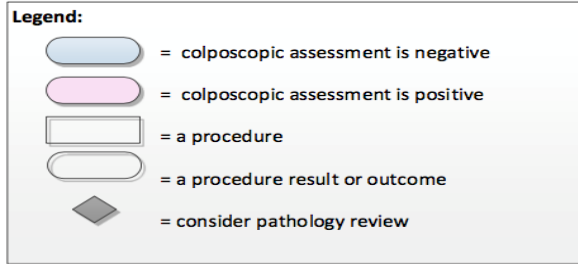 Legend:
= colposcopic assessment is negative
= colposcopic assessment is positive
= a procedure
= a procedure result or outcome
= consider pathology review